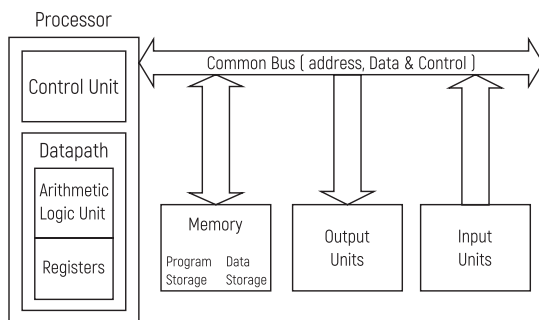 Processor
Common Bus ( address, Data & Control )
Control Unit
Datapath
Arithmetic
Logic Unit
Registers
Memory
Program
Storage
Data
Storage
Output
Units
Input
Units